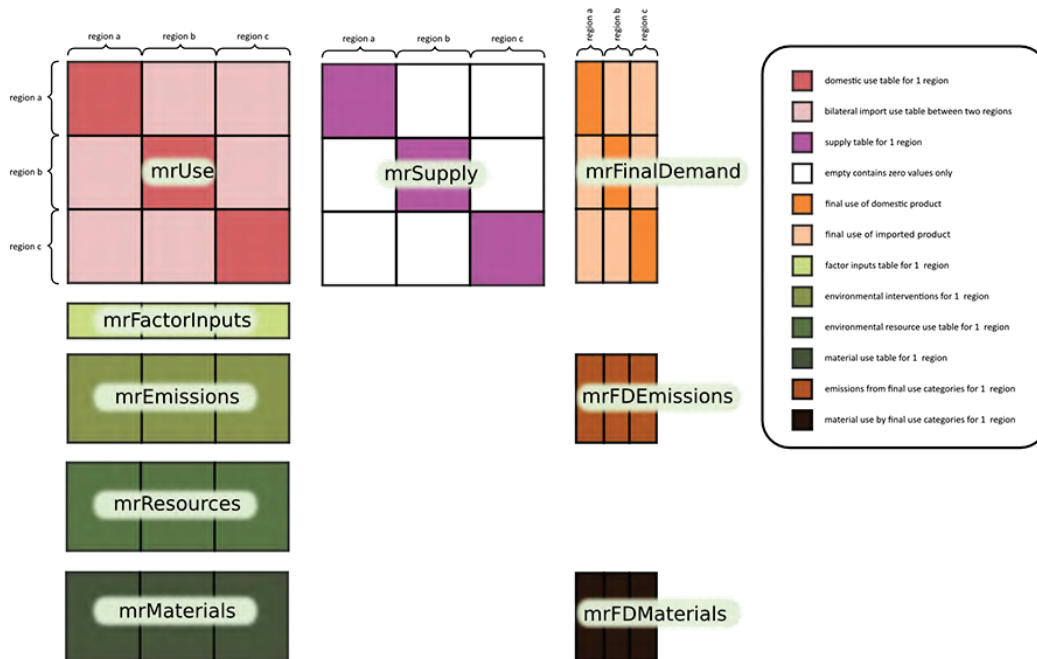 region a
region b
region c
region a
region b
region c
region a
region b
region c
region a
region b
region c
mrUse
mrSupply
mrFinalDemand
mrFactorInputs
mrEmissions
mrFDEmissions
mrResources
mrMaterials
mrFDMaterials
domestic use table for 1 region
bilateral import use table between two regions
supply table for 1 region
empty contains zero values only
final use of domestic product
final use of imported product
factor inputs table for 1 region
environmental interventions for 1 region
environmental resource use table for 1 region
material use table for 1 region
emissions from final use categories for 1 region
material use by final use categories for 1 region